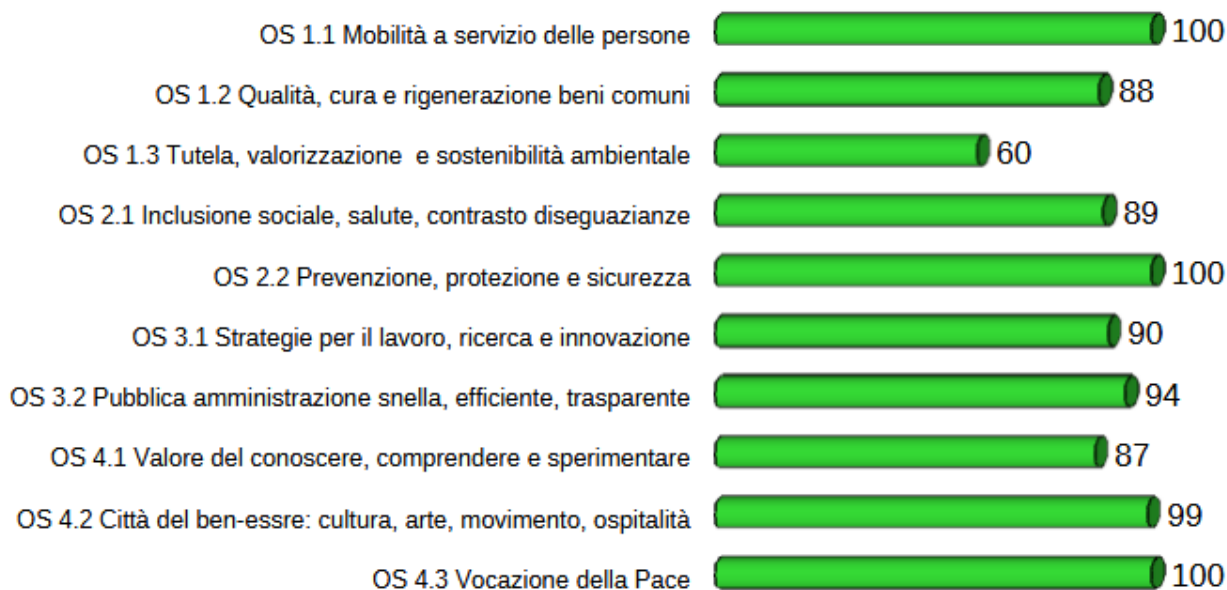 OS 1.1 Mobilità a servizio delle persone 100
OS 1.2 Qualità, cura e rigenerazione beni comuni 88
OS 1.3 Tutela, valorizzazione  e sostenibilità ambientale 60
OS 2.1 Inclusione sociale, salute, contrasto diseguazianze 89
OS 2.2 Prevenzione, protezione e sicurezza 100
OS 3.1 Strategie per il lavoro, ricerca e innovazione 90
OS 3.2 Pubblica amministrazione snella, efficiente, trasparente 94
OS 4.1 Valore del conoscere, comprendere e sperimentare 87
OS 4.2 Città del ben-essre: cultura, arte, movimento, ospitalità 99
OS 4.3 Vocazione della Pace 100